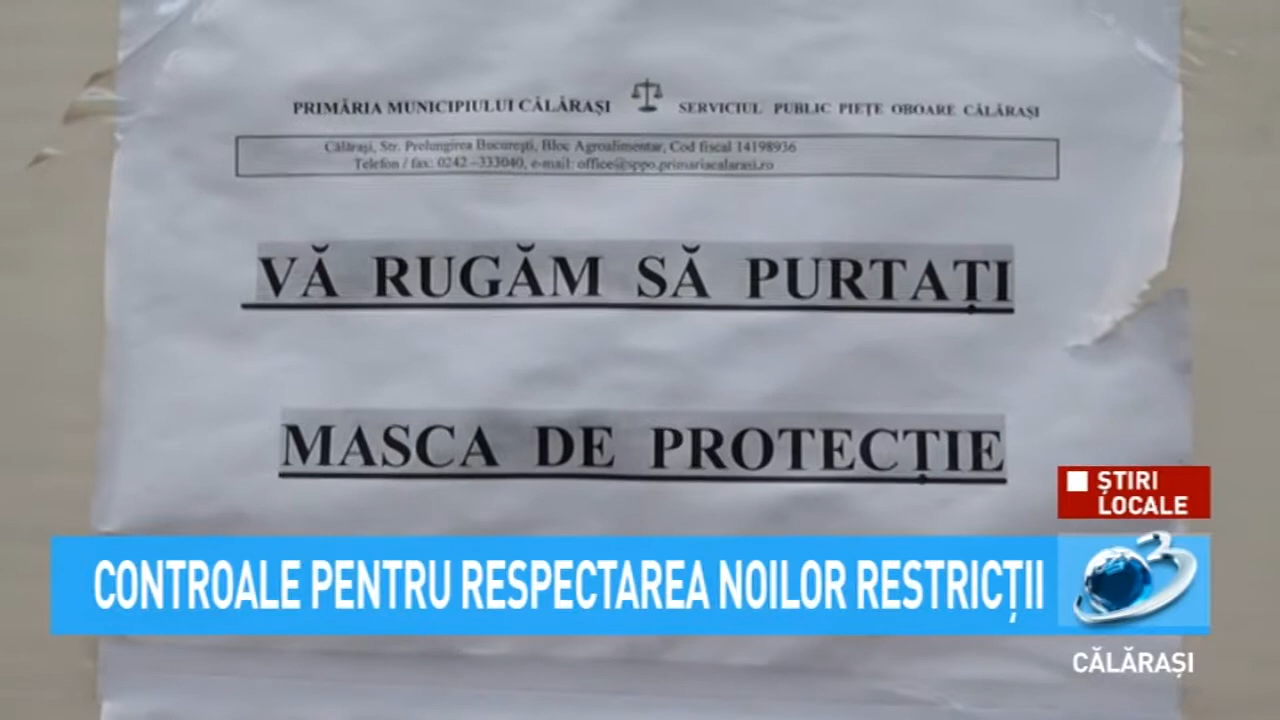 PRIMĂRIA MUNICIPIULUI CĂLĂRAȘI SERVICIUL PUBLIC PIEȚE OBOARE CĂLĂRAȘI
Călărași, Str. Prelungirea București, Bloc Agroalimentar, Cod fiscal 14198936
Telefon / fax: 0242 –333040, e-mail: office@sppo.primariacalarasi.ro
VĂ RUGĂM SĂ PURTAȚI
MASCA DE PROTECȚIE
ȘTIRI
LOCALE
CONTROALE PENTRU RESPECTAREA NOILOR RESTRICȚII
3
CĂLĂRAȘI